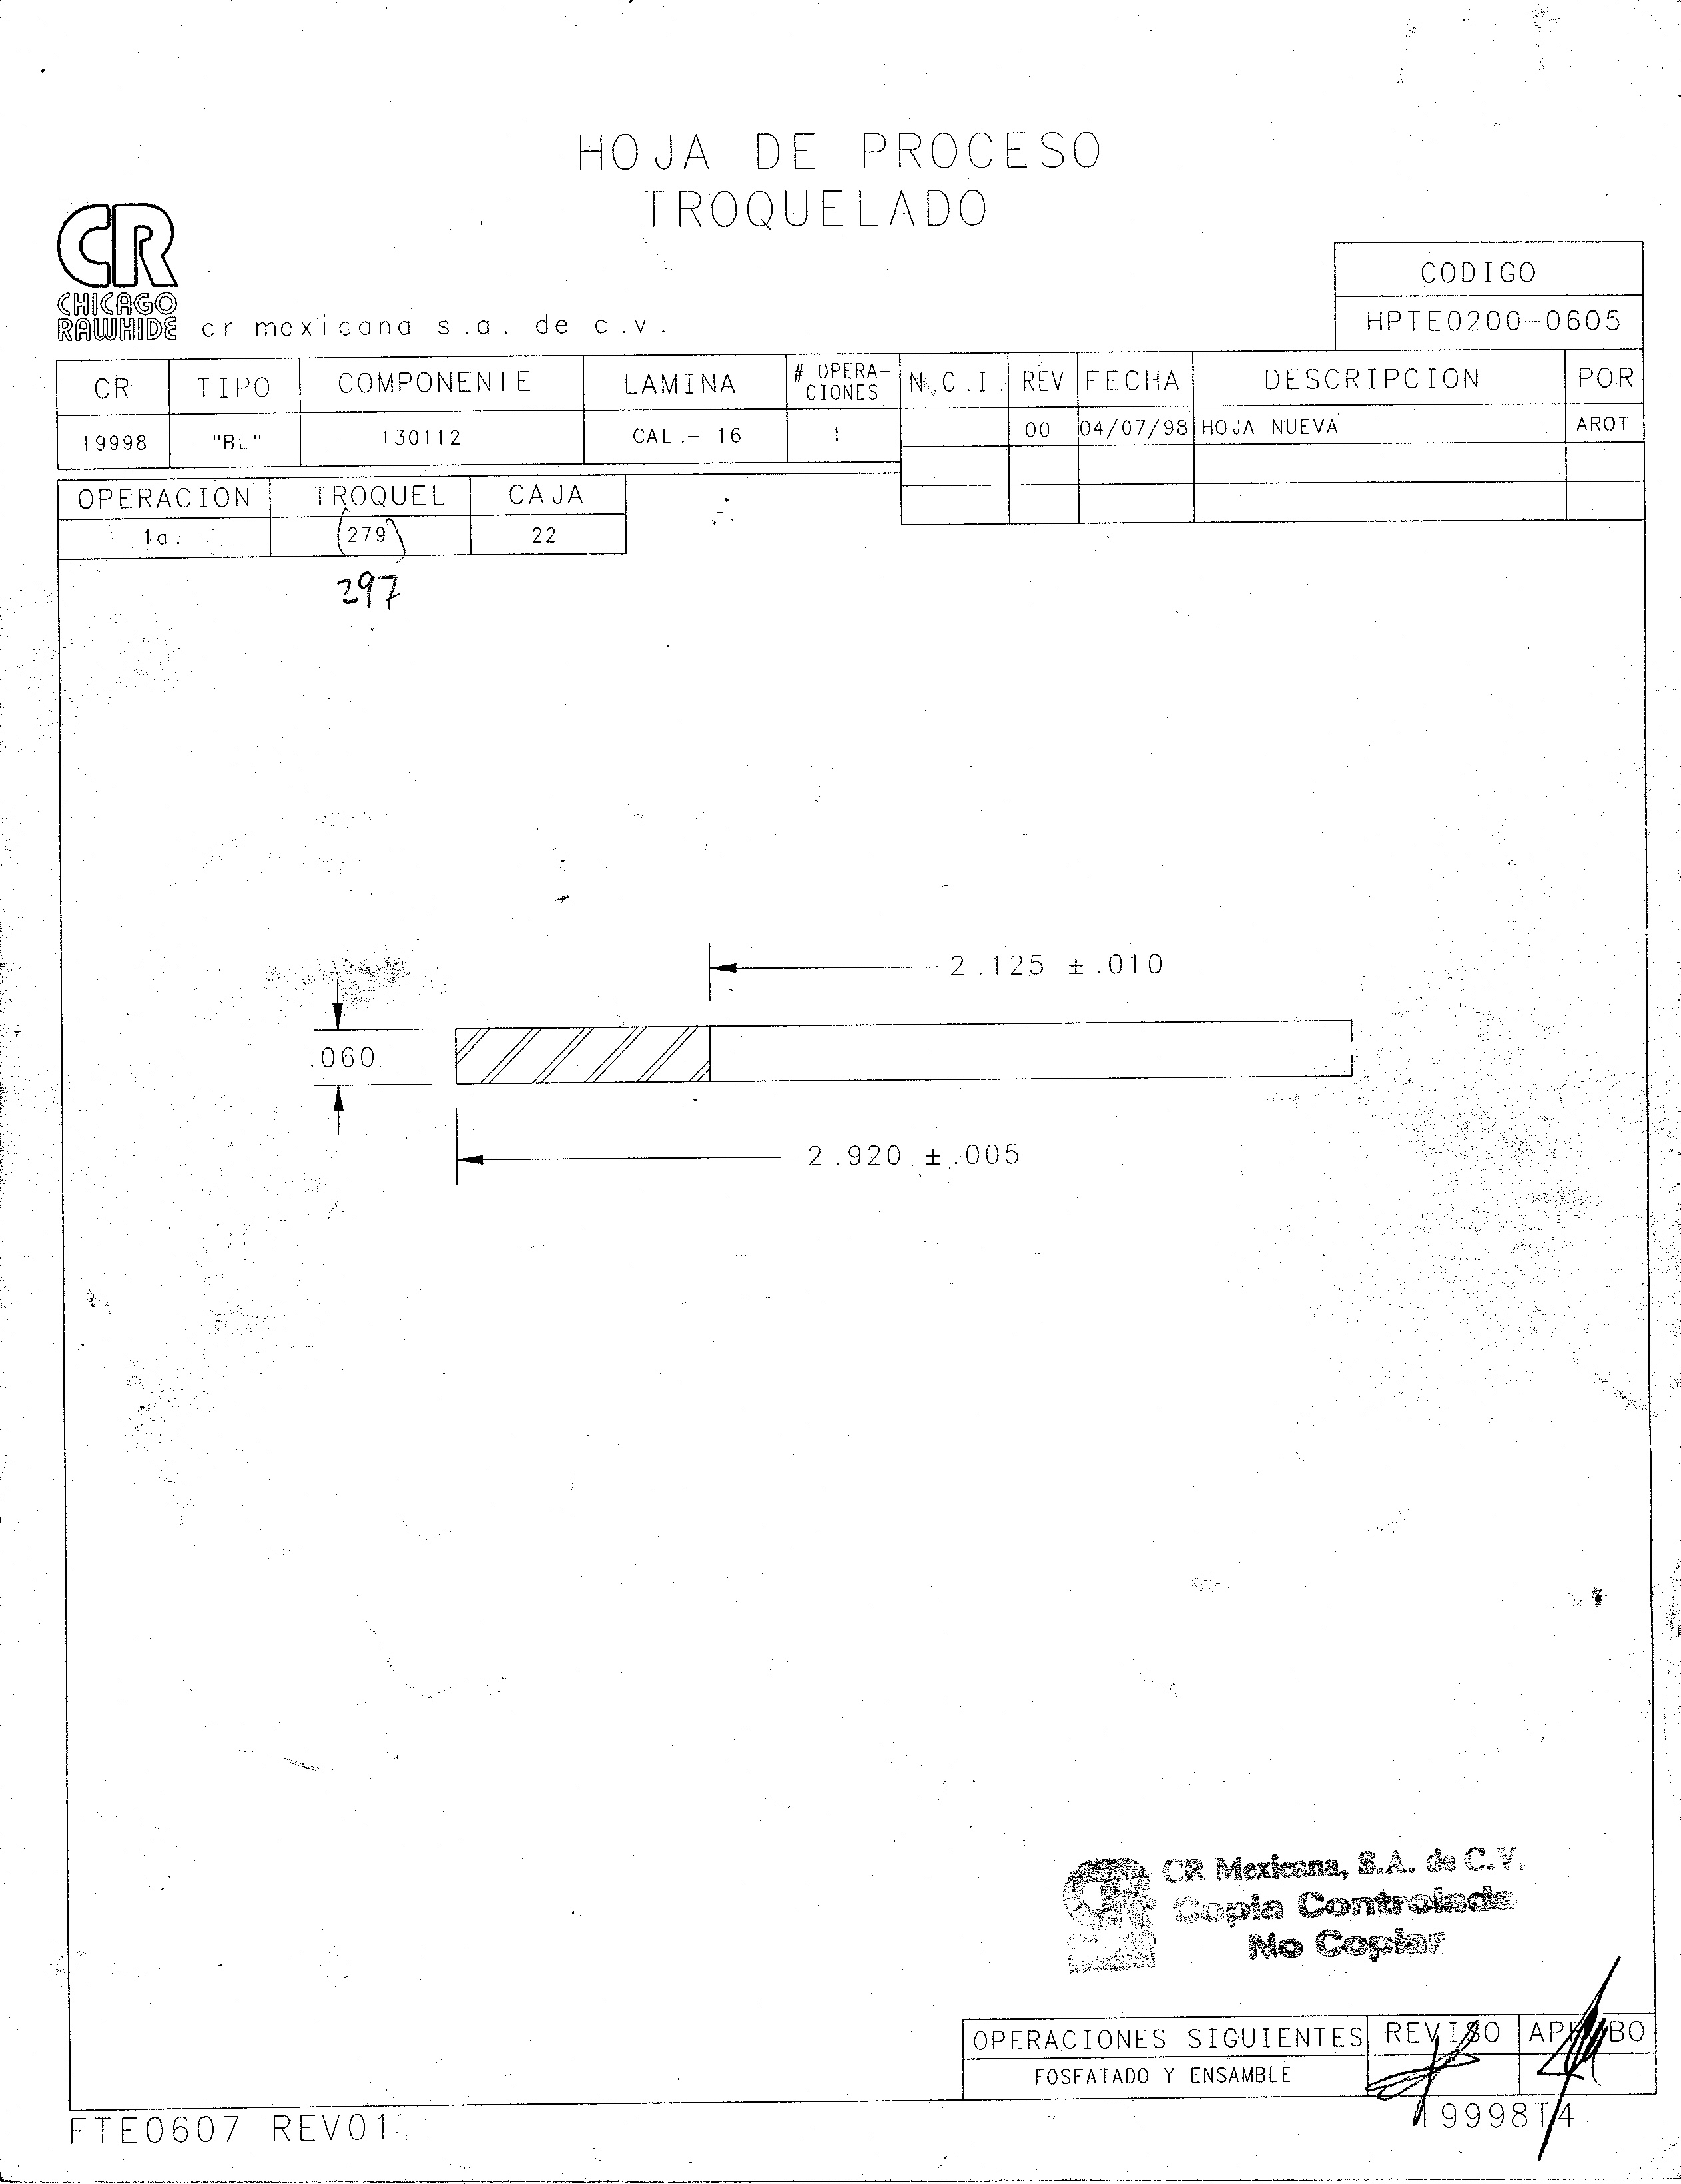 HOJA DE PROCESO
TROQUELADO
CR
CHICAGO
RAWHIDE
cr mexicana s.a. de c.v.
CODIGO
HPTE0200-0605
CR TIPO COMPONENTE LAMINA # OPERA-CIONES
19998 "BL" 130112 CAL.- 16 1
N.C.I. REV FECHA DESCRIPCION POR
00 04/07/98 HOJA NUEVA AROT
OPERACION TROQUEL CAJA
1a. (279) 22
297
2.125 ±.010
.060
2.920 ±.005
CR Mexicana, S.A. de C.V.
Copia Controlada
No Copiar
OPERACIONES SIGUIENTES REVISO APROBO
FOSFATADO Y ENSAMBLE
FTE0607 REV01
19998T4